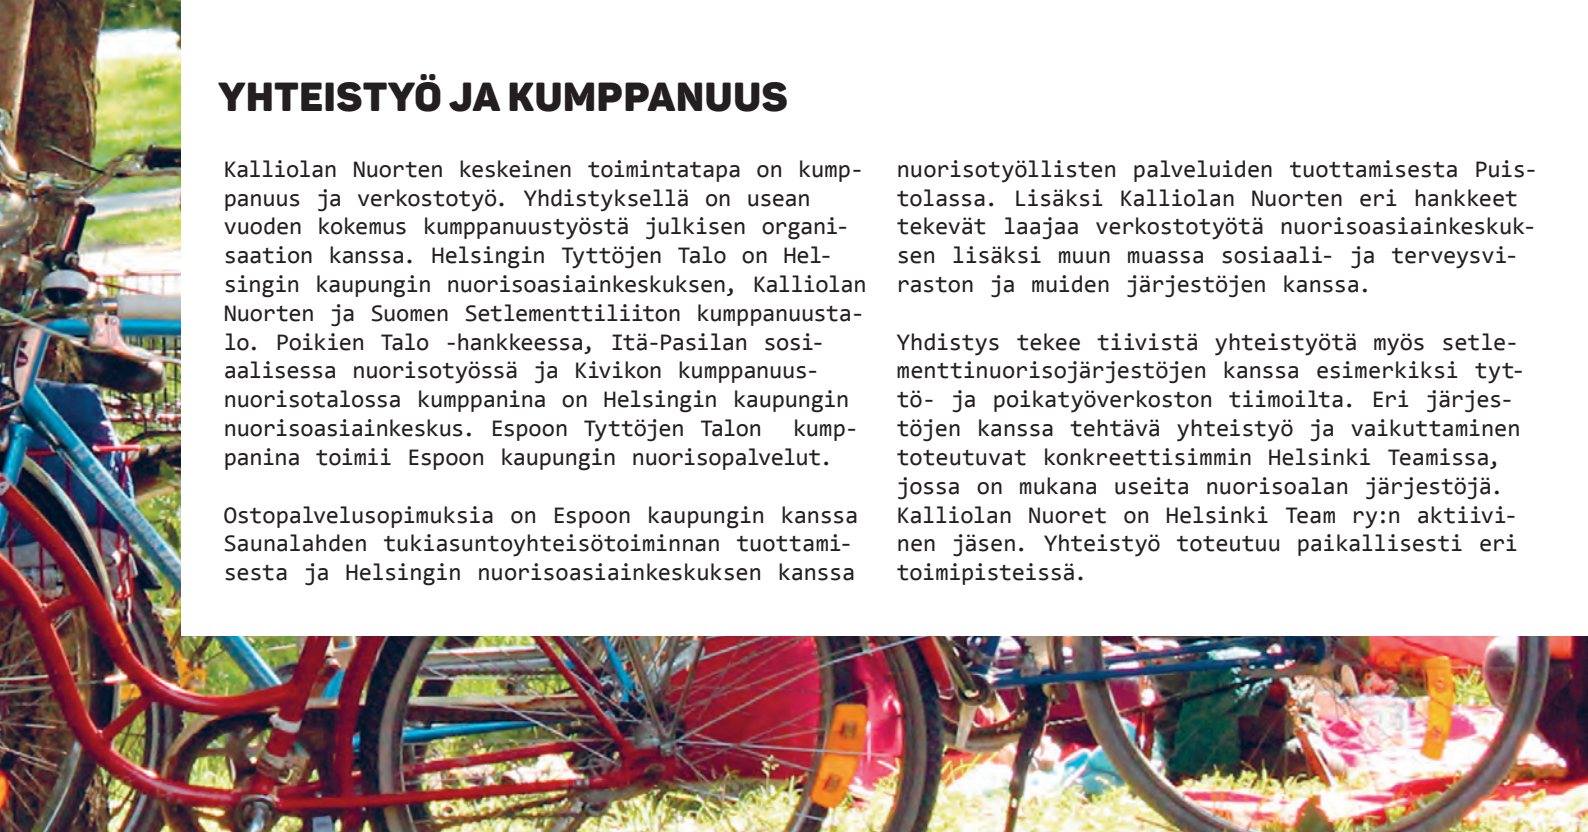 YHTEISTYÖ JA KUMPPANUUS
Kalliolan Nuorten keskeinen toimintatapa on kump-
panuus ja verkostotyö. Yhdistyksellä on usean
vuoden kokemus kumppanuustyöstä julkisen organi-
saation kanssa. Helsingin Tyttöjen Talo on Hel-
singin kaupungin nuorisoasiainkeskuksen, Kalliolan
Nuorten ja Suomen Setlementtiliiton kumppanuusta-
lo. Poikien Talo -hankkeessa, Itä-Pasilan sosi-
aalisessa nuorisotyössä ja Kivikon kumppanuus-
nuorisotalossa kumppanina on Helsingin kaupungin
nuorisoasiainkeskus. Espoon Tyttöjen Talon kump-
panina toimii Espoon kaupungin nuorisopalvelut.
Ostopalvelusopimuksia on Espoon kaupungin kanssa
Saunalahden tukiasuntoyhteisötoiminnan tuottami-
sesta ja Helsingin nuorisoasiainkeskuksen kanssa
nuorisotyöllisten palveluiden tuottamisesta Puis-
tolassa. Lisäksi Kalliolan Nuorten eri hankkeet
tekevät laajaa verkostotyötä nuorisoasiainkeskuk-
sen lisäksi muun muassa sosiaali- ja terveysvi-
raston ja muiden järjestöjen kanssa.
Yhdistys tekee tiivistä yhteistyötä myös setle-
menttinuorisojärjestöjen kanssa esimerkiksi tyt-
tö- ja poikatyöverkoston tiimoilta. Eri järjes-
töjen kanssa tehtävä yhteistyö ja vaikuttaminen
toteutuvat konkreettisimmin Helsinki Teamissa,
jossa on mukana useita nuorisoalan järjestöjä.
Kalliolan Nuoret on Helsinki Team ry:n aktiivi-
nen jäsen. Yhteistyö toteutuu paikallisesti eri
toimipisteissä.